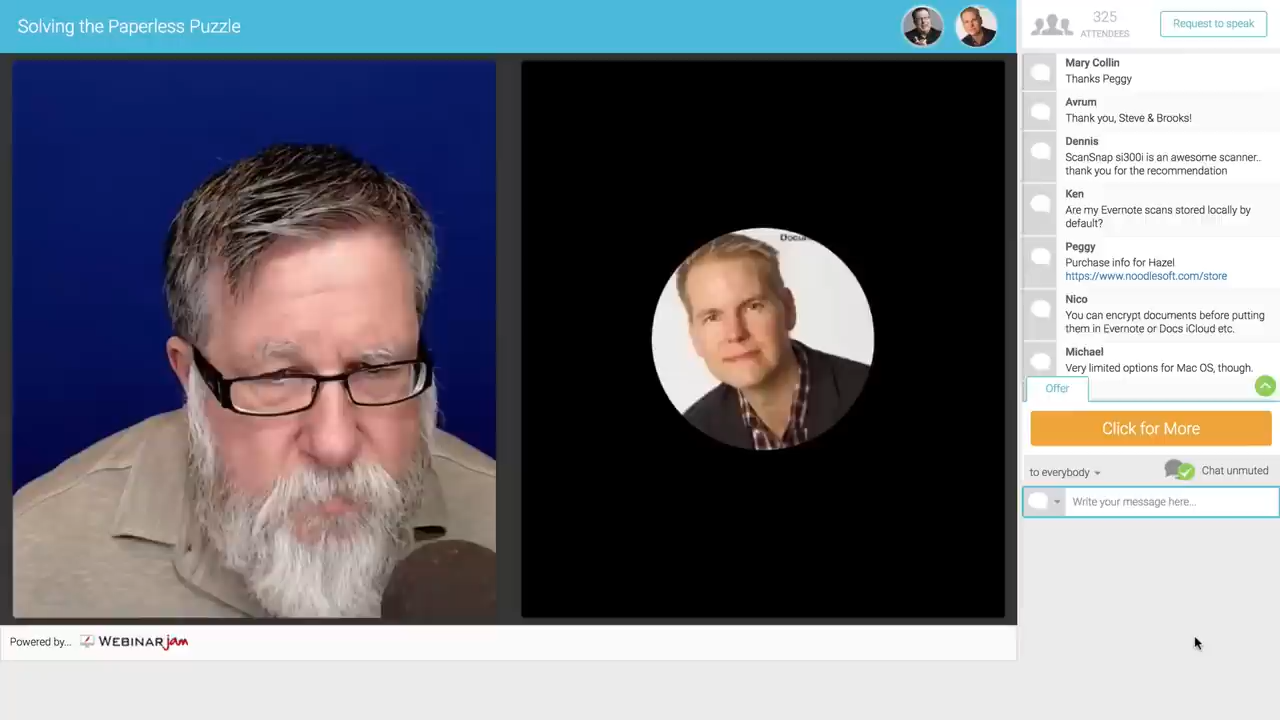 Solving the Paperless Puzzle
325
ATTENDEES
Request to speak
Mary Collin
Thanks Peggy
Avrum
Thank you, Steve & Brooks!
Dennis
ScanSnap si300i is an awesome scanner..
thank you for the recommendation
Ken
Are my Evernote scans stored locally by
default?
Peggy
Purchase info for Hazel
https://www.noodlesoft.com/store
Nico
You can encrypt documents before putting
them in Evernote or Docs iCloud etc.
Michael
Very limited options for Mac OS, though.
Offer
Click for More
to everybody
Chat unmuted
Write your message here...
Docu
Powered by...
WEBINARjam